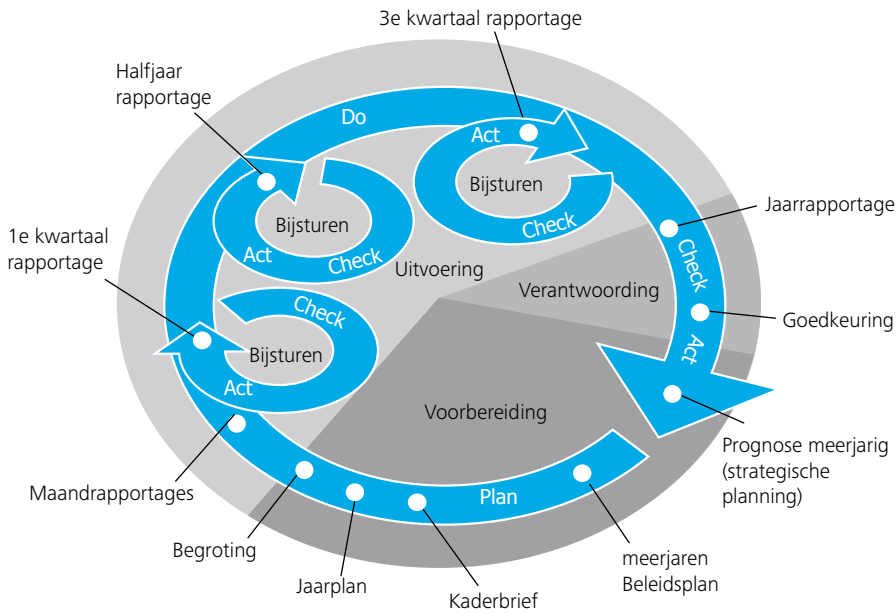 3e kwartaal rapportage
Halfjaar
rapportage
Do
Act
Bijsturen
Check
Jaarrapportage
Bijsturen
Act
Check
1e kwartaal
rapportage
Uitvoering
Check
Verantwoording
Check
Goedkeuring
Bijsturen
Act
Act
Voorbereiding
Prognose meerjarig
(strategische
planning)
Maandrapportages
Plan
Begroting
Jaarplan
Kaderbrief
meerjaren
Beleidsplan